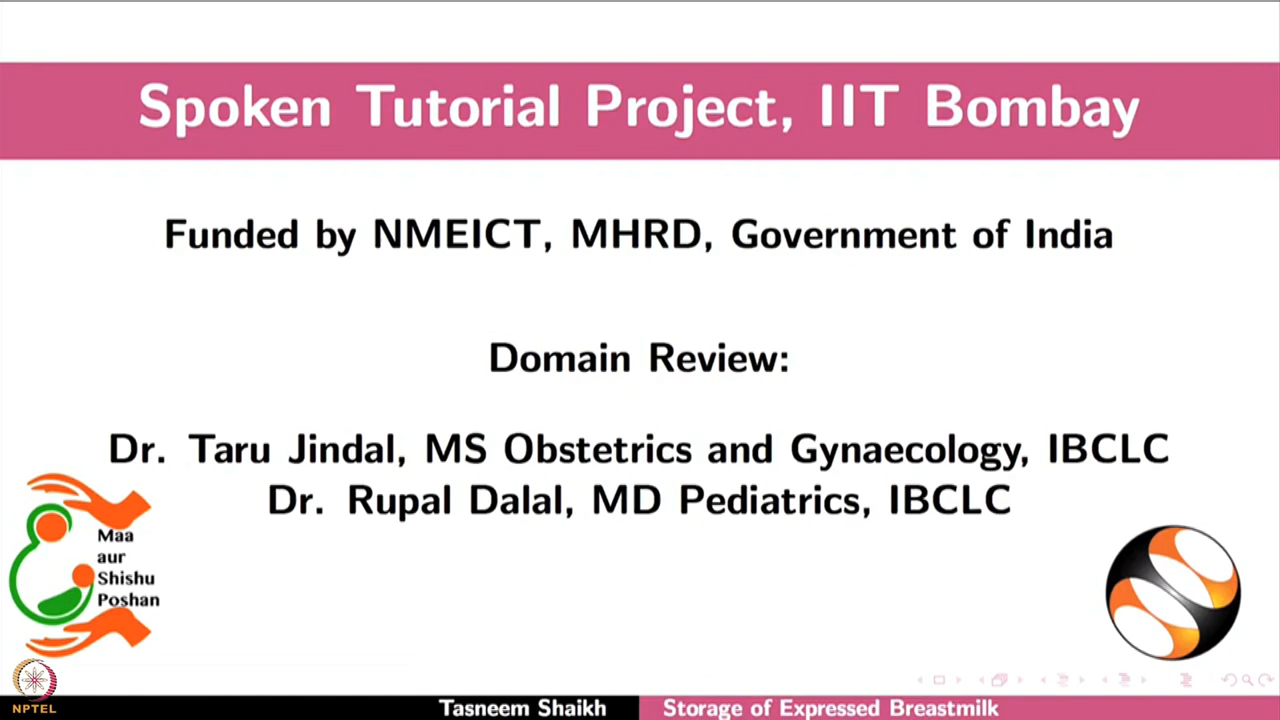 Spoken Tutorial Project, IIT Bombay
Funded by NMEICT, MHRD, Government of India
Domain Review:
Dr. Taru Jindal, MS Obstetrics and Gynaecology, IBCLC
Dr. Rupal Dalal, MD Pediatrics, IBCLC
Maa
aur
Shishu
Poshan
NPTEL
Tasneem Shaikh
Storage of Expressed Breastmilk